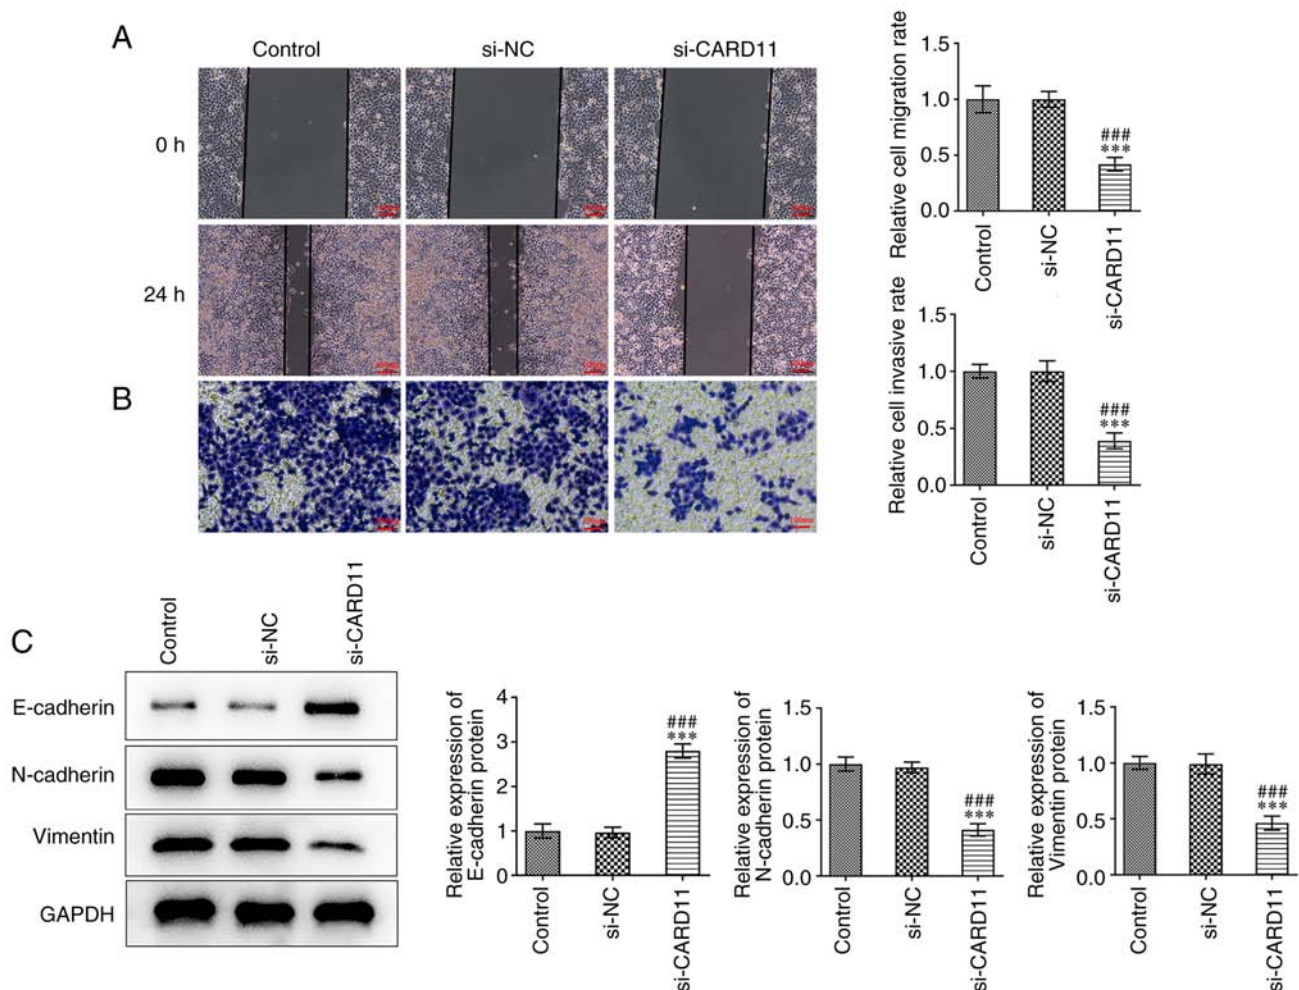 A
Control
si-NC
si-CARD11
0 h
24 h
B
Relative cell migration rate
1.5
1.0
0.5
0.0
###
***
Control
si-NC
si-CARD11
Relative cell invasive rate
1.5
1.0
0.5
0.0
###
***
Control
si-NC
si-CARD11
C
Control
si-NC
si-CARD11
E-cadherin
N-cadherin
Vimentin
GAPDH
Relative expression of
E-cadherin protein
4
3
2
1
0
###
***
Control
si-NC
si-CARD11
Relative expression of
N-cadherin protein
1.5
1.0
0.5
0.0
###
***
Control
si-NC
si-CARD11
Relative expression of
Vimentin protein
1.5
1.0
0.5
0.0
###
***
Control
si-NC
si-CARD11